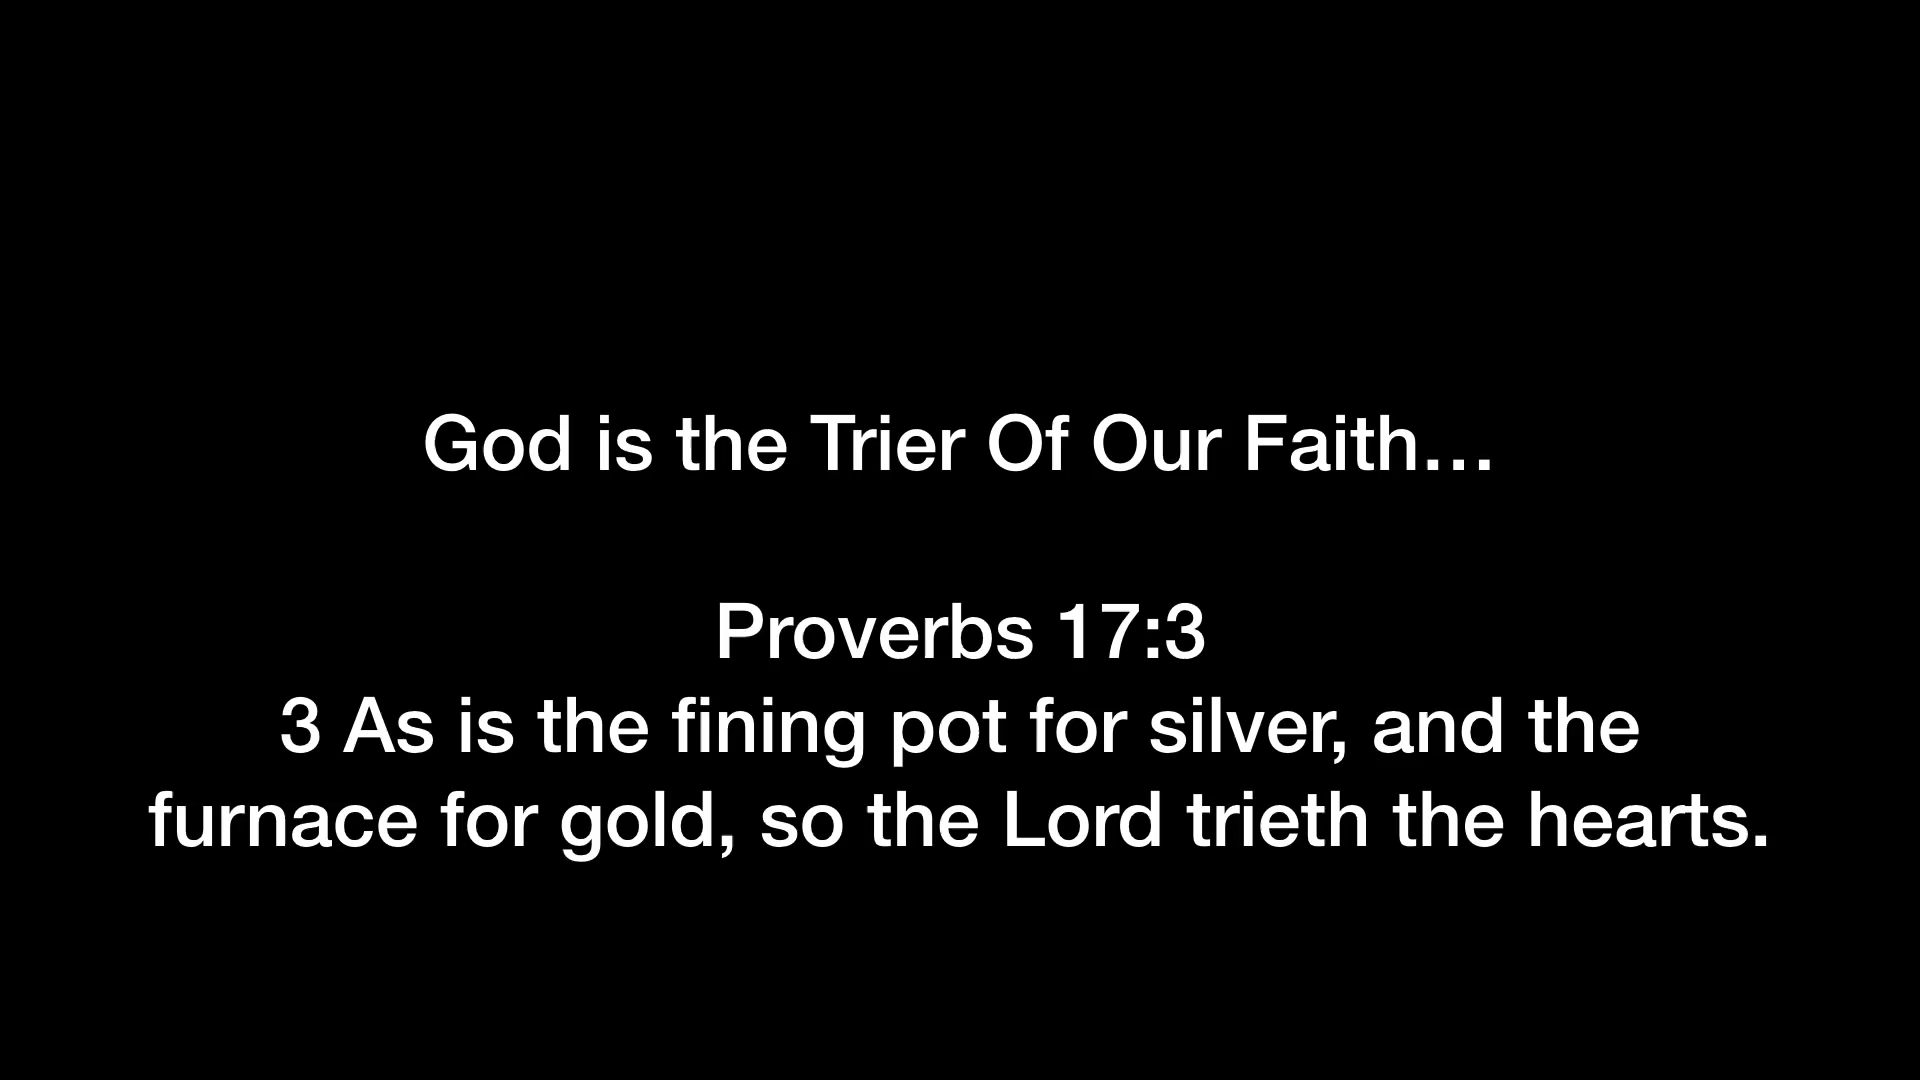 God is the Trier Of Our Faith…
Proverbs 17:3
3 As is the fining pot for silver, and the
furnace for gold, so the Lord trieth the hearts.